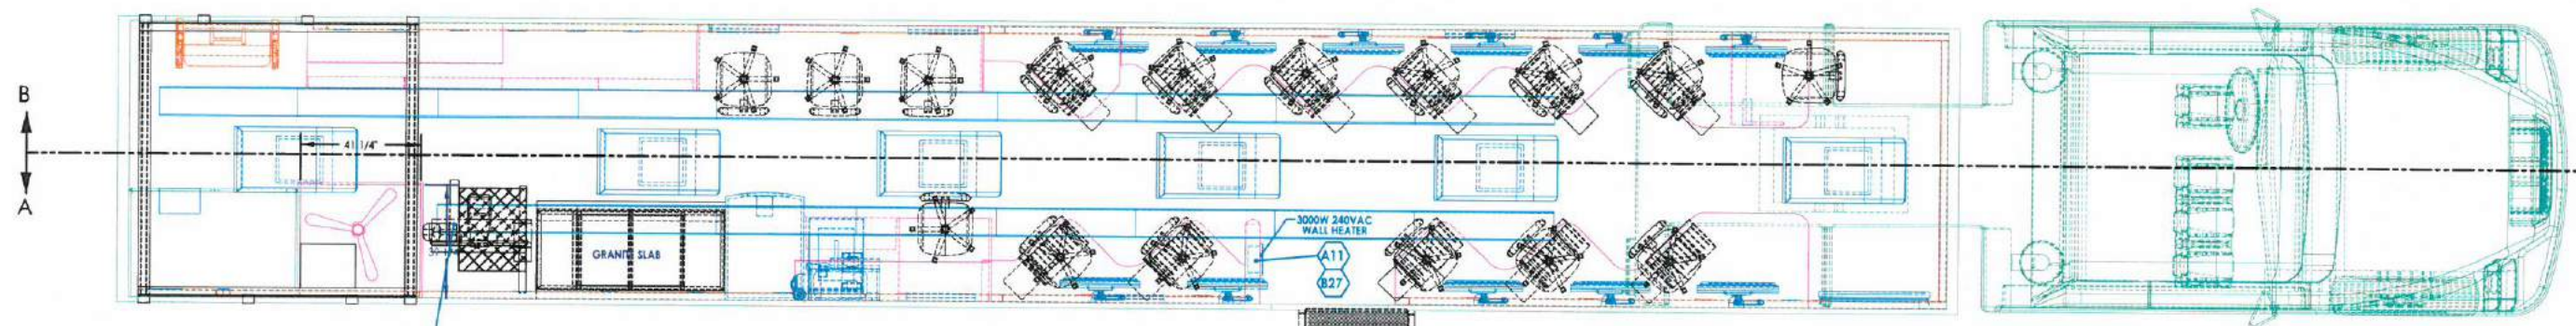 B
A
41 1/4"
GRANITE SLAB
3000W 240VAC
WALL HEATER
A11
B27